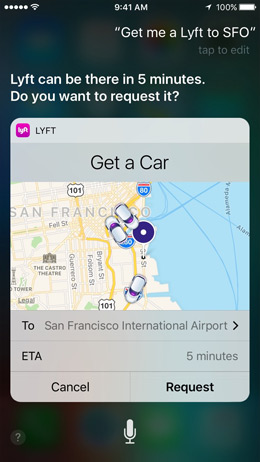 9:41 AM
100%
“Get me a Lyft to SFO”
tap to edit
Lyft can be there in 5 minutes.
Do you want to request it?
lyft LYFT
Get a Car
101
80
SAN FRANCISCO
Fell St
THE CASTRO
THEATRE
Guerrero St
Folsom St
Bryant St
101
Legal
To San Francisco International Airport
ETA 5 minutes
Cancel Request
?